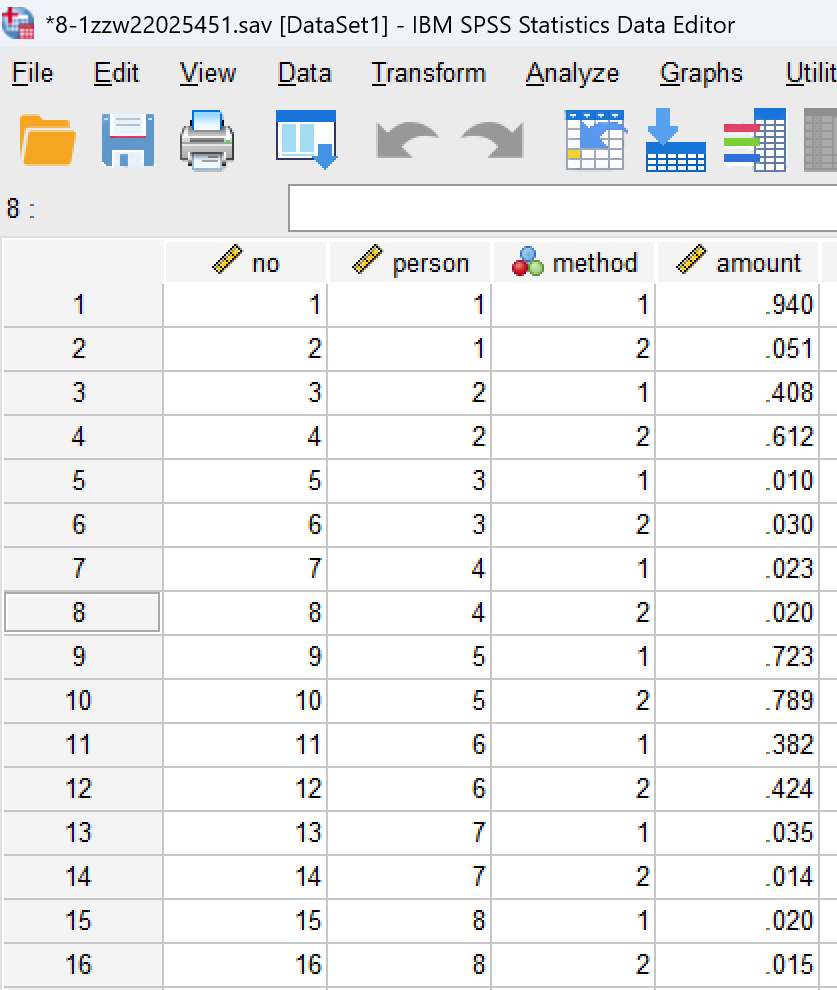 *8-1zzw22025451.sav [DataSet1] - IBM SPSS Statistics Data Editor
File Edit View Data Transform Analyze Graphs Utilit
8 :
no person method amount
1 1 1 1 .940
2 2 1 2 .051
3 3 2 1 .408
4 4 2 2 .612
5 5 3 1 .010
6 6 3 2 .030
7 7 4 1 .023
8 8 4 2 .020
9 9 5 1 .723
10 10 5 2 .789
11 11 6 1 .382
12 12 6 2 .424
13 13 7 1 .035
14 14 7 2 .014
15 15 8 1 .020
16 16 8 2 .015